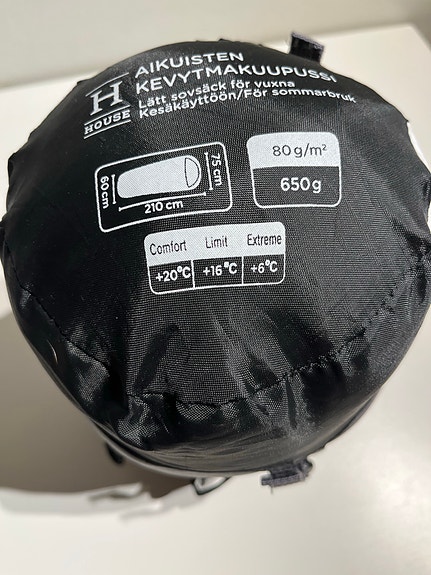 H
HOUSE
AIKUISTEN
KEVYTMAKUUPUSSI
Lätt sovsäck för vuxna
Kesäkäyttöön/För sommarbruk
60 cm
75 cm
210 cm
80 g/m²
650 g
Comfort Limit Extreme
+20°C +16°C +6°C